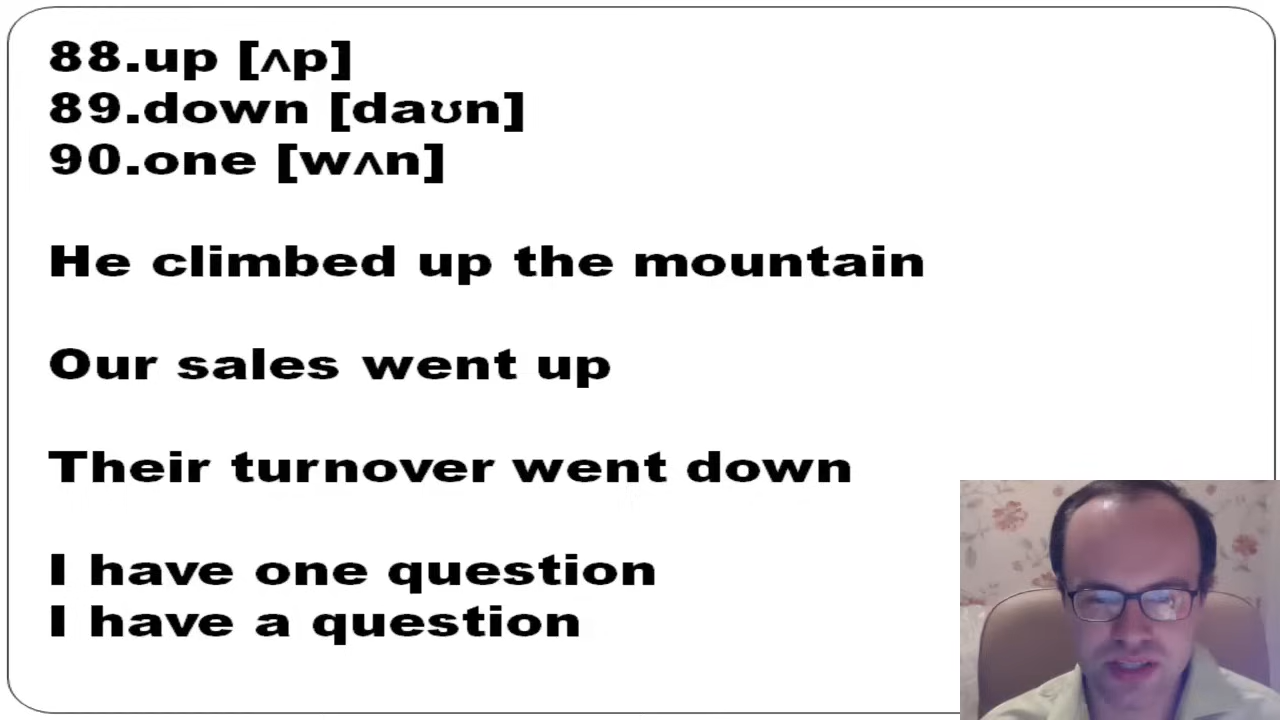 88.up [ʌp]
89.down [daʊn]
90.one [wʌn]
He climbed up the mountain
Our sales went up
Their turnover went down
I have one question
I have a question